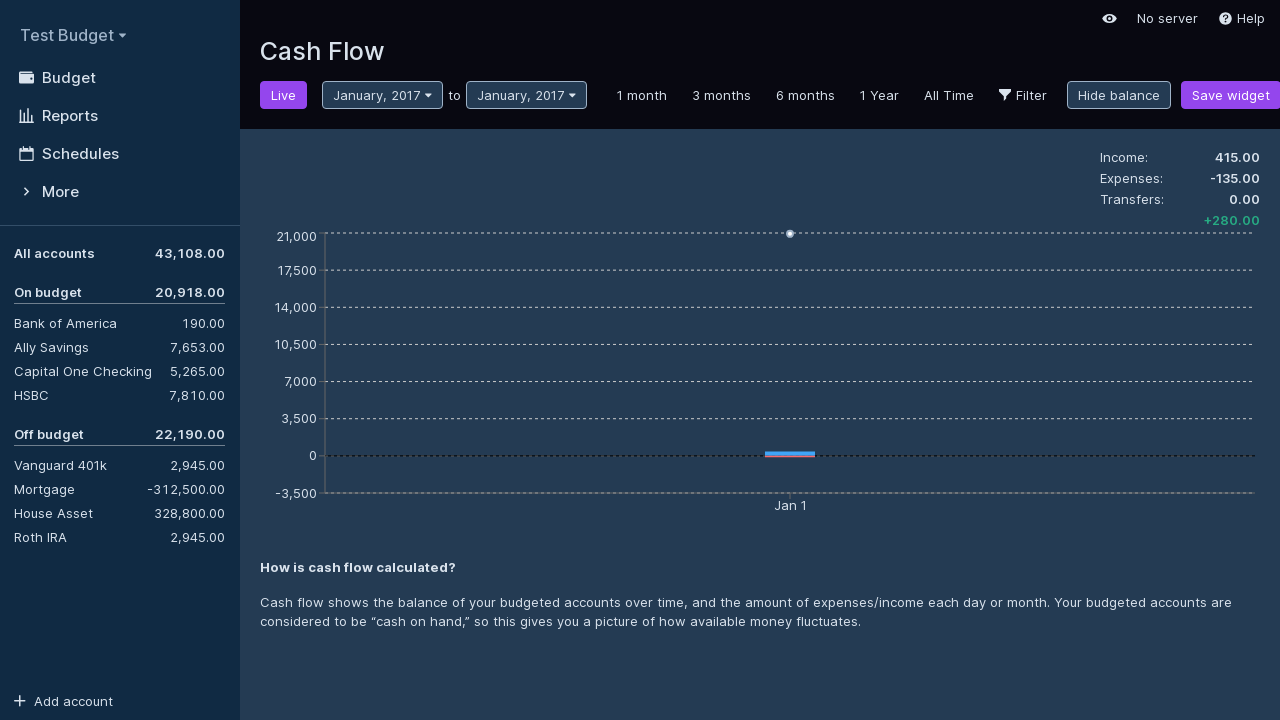 Test Budget
Budget
Reports
Schedules
More
All accounts 43,108.00
On budget 20,918.00
Bank of America 190.00
Ally Savings 7,653.00
Capital One Checking 5,265.00
HSBC 7,810.00
Off budget 22,190.00
Vanguard 401k 2,945.00
Mortgage -312,500.00
House Asset 328,800.00
Roth IRA 2,945.00
Add account
No server Help
Cash Flow
Live January, 2017 to January, 2017 1 month 3 months 6 months 1 Year All Time Filter Hide balance Save widget
Income: 415.00
Expenses: -135.00
Transfers: 0.00
+280.00
21,000
17,500
14,000
10,500
7,000
3,500
0
-3,500
Jan 1
How is cash flow calculated?
Cash flow shows the balance of your budgeted accounts over time, and the amount of expenses/income each day or month. Your budgeted accounts are
considered to be “cash on hand,” so this gives you a picture of how available money fluctuates.